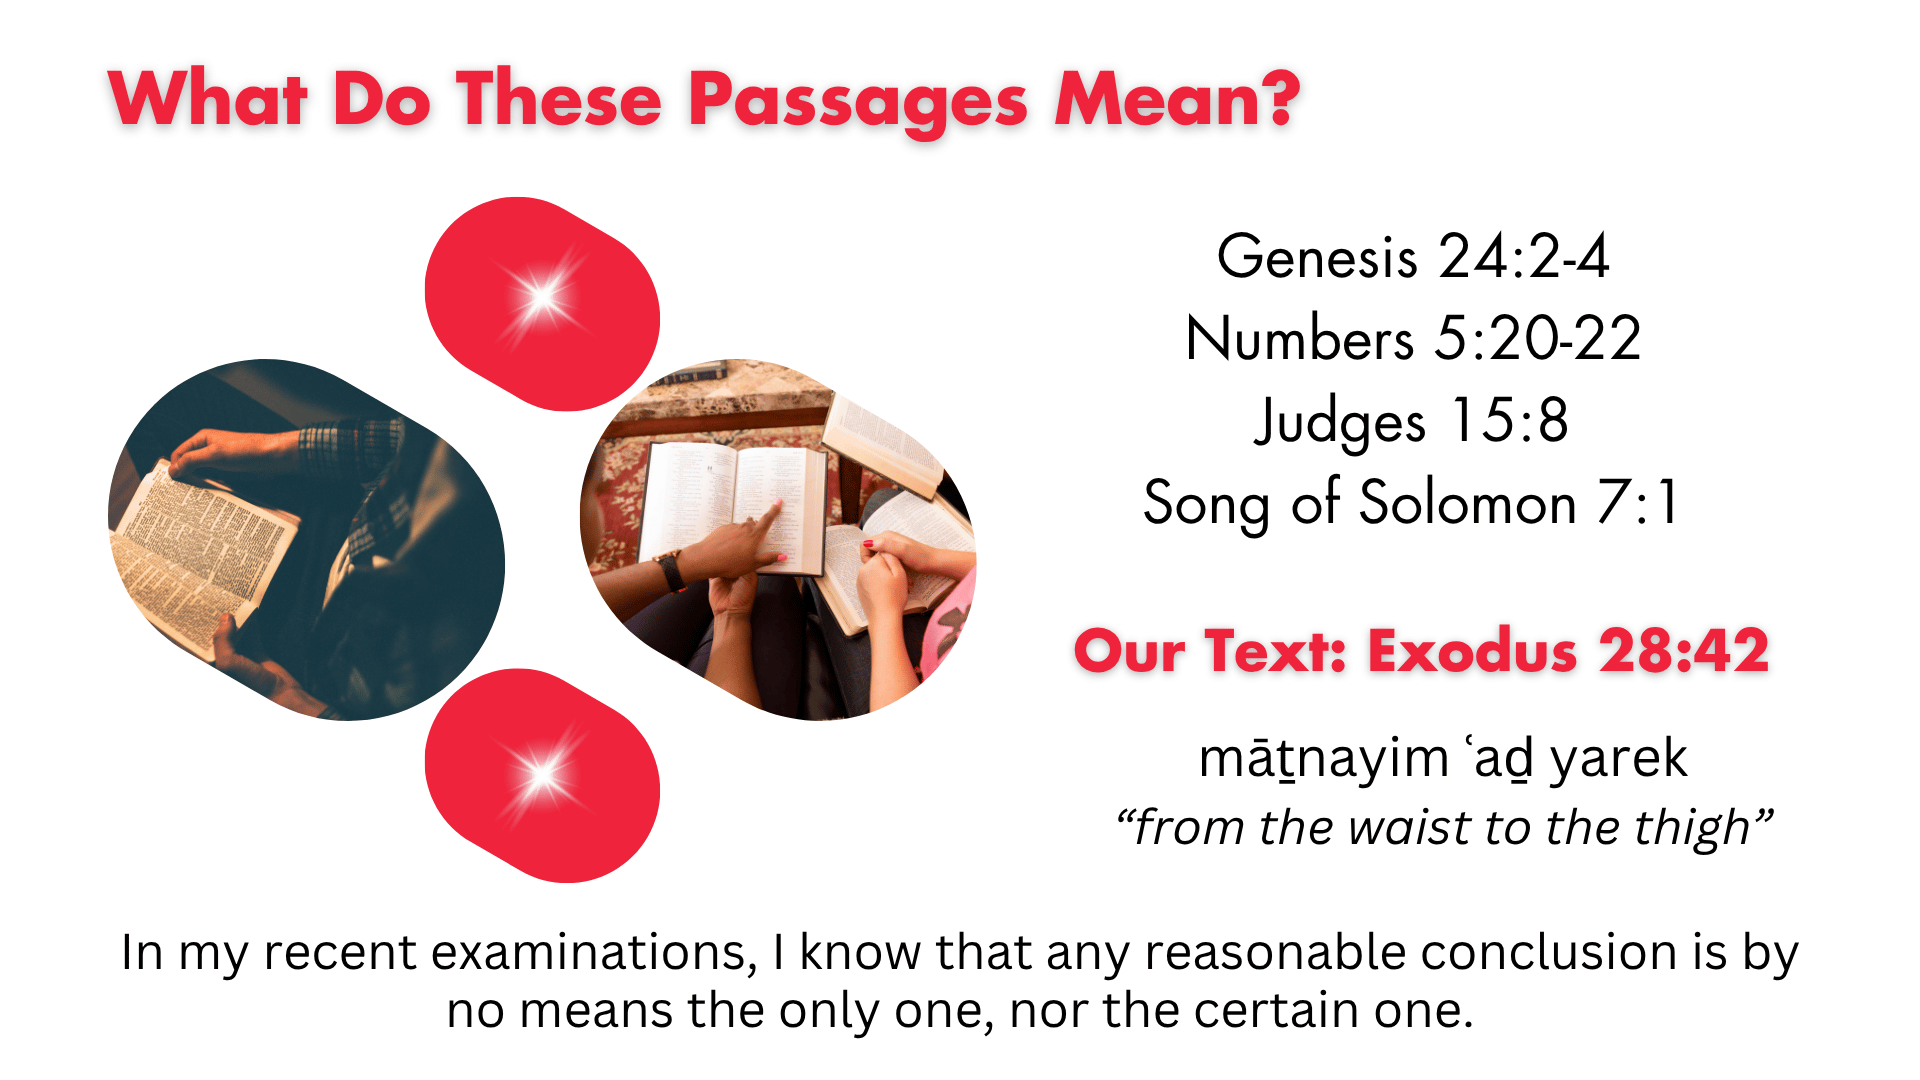 What Do These Passages Mean?
Genesis 24:2-4
Numbers 5:20-22
Judges 15:8
Song of Solomon 7:1
Our Text: Exodus 28:42
māṯnayim ʿaḏ yarek
“from the waist to the thigh”
In my recent examinations, I know that any reasonable conclusion is by
no means the only one, nor the certain one.